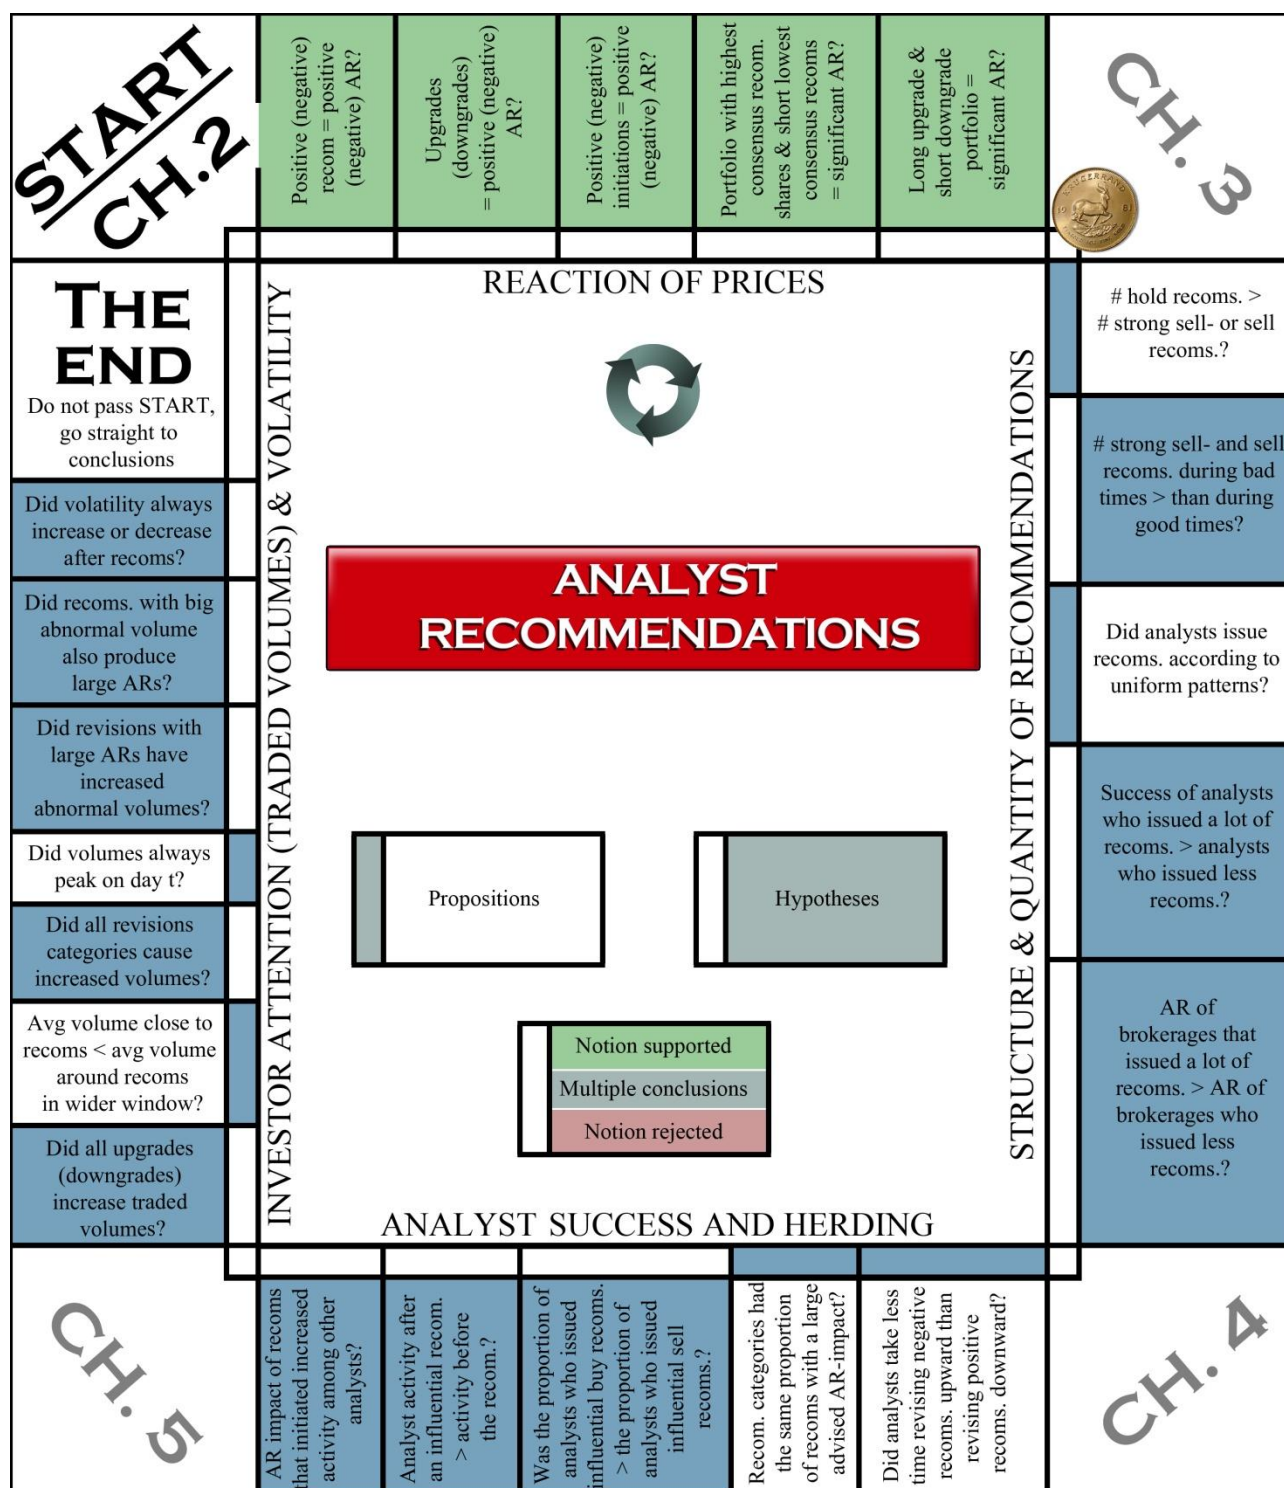 START
CH.2
Positive (negative)
recom = positive
(negative) AR?
Upgrades
(downgrades)
= positive (negative)
AR?
Positive (negative)
initiations = positive
(negative) AR?
Portfolio with highest
consensus recom.
shares & short lowest
consensus recoms
= significant AR?
Long upgrade &
short downgrade
portfolio =
significant AR?
CH. 3
KRUGERRAND
19 81
REACTION OF PRICES
# hold recoms. >
# strong sell- or sell
recoms.?
# strong sell- and sell
recoms. during bad
times > than during
good times?
Did analysts issue
recoms. according to
uniform patterns?
Success of analysts
who issued a lot of
recoms. > analysts
who issued less
recoms.?
AR of
brokerages that
issued a lot of
recoms. > AR of
brokerages who
issued less
recoms.?
STRUCTURE & QUANTITY OF RECOMMENDATIONS
CH. 4
Did analysts take less
time revising negative
recoms. upward than
revising positive
recoms. downward?
Recom. categories had
the same proportion
of recoms with a large
advised AR-impact?
Was the proportion of
analysts who issued
influential buy recoms.
> the proportion of
analysts who issued
influential sell
recoms.?
Analyst activity after
an influential recom.
> activity before
the recom.?
AR impact of recoms
that initiated increased
activity among other
analysts?
ANALYST SUCCESS AND HERDING
CH. 5
Did all upgrades
(downgrades)
increase traded
volumes?
Avg volume close to
recoms < avg volume
around recoms
in wider window?
Did all revisions
categories cause
increased volumes?
Did volumes always
peak on day t?
Did revisions with
large ARs have
increased
abnormal volumes?
Did recoms. with big
abnormal volume
also produce
large ARs?
Did volatility always
increase or decrease
after recoms?
THE
END
Do not pass START,
go straight to
conclusions
INVESTOR ATTENTION (TRADED VOLUMES) & VOLATILITY
ANALYST
RECOMMENDATIONS
Propositions
Hypotheses
Notion supported
Multiple conclusions
Notion rejected